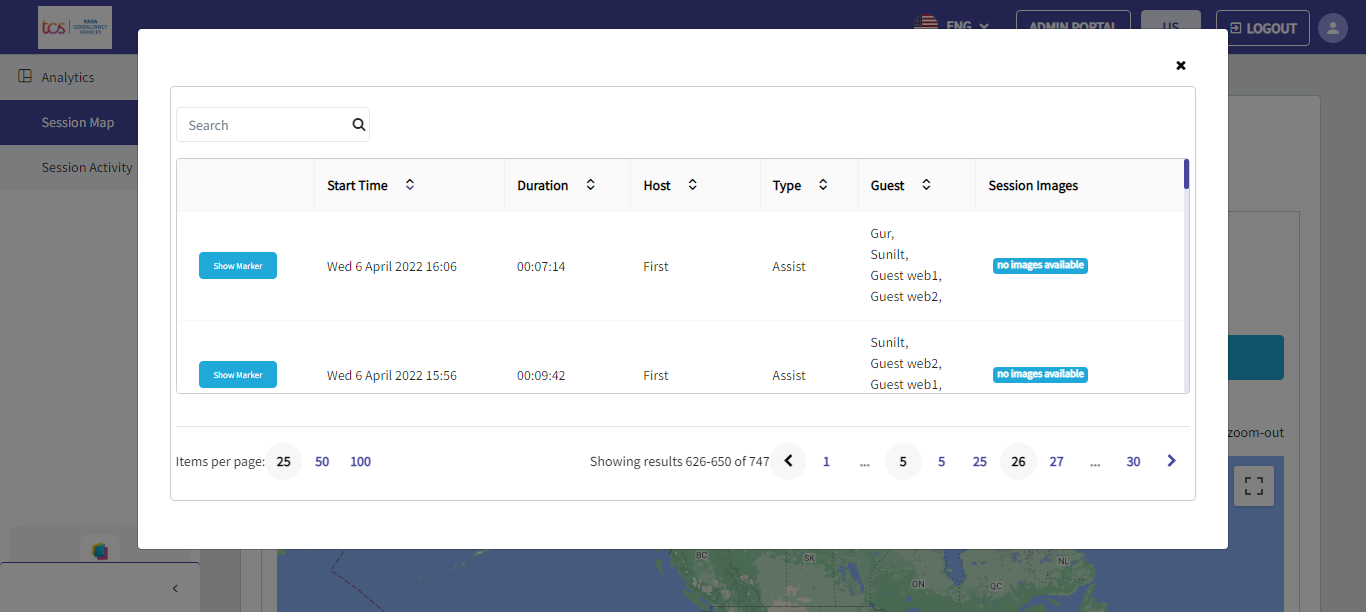 tcs
TATA
CONSULTANCY
SERVICES
ENG
ADMIN PORTAL
US
LOGOUT
Analytics
Session Map
Session Activity
Search
Start Time
Duration
Host
Type
Guest
Session Images
Show Marker
Wed 6 April 2022 16:06
00:07:14
First
Assist
Gur,
Sunilt,
Guest web1,
Guest web2,
no images available
Show Marker
Wed 6 April 2022 15:56
00:09:42
First
Assist
Sunilt,
Guest web2,
Guest web1,
no images available
zoom-out
Items per page: 25 50 100
Showing results 626-650 of 747 1 ... 5 5 25 26 27 ... 30
BC
SK
ON
QC
NL